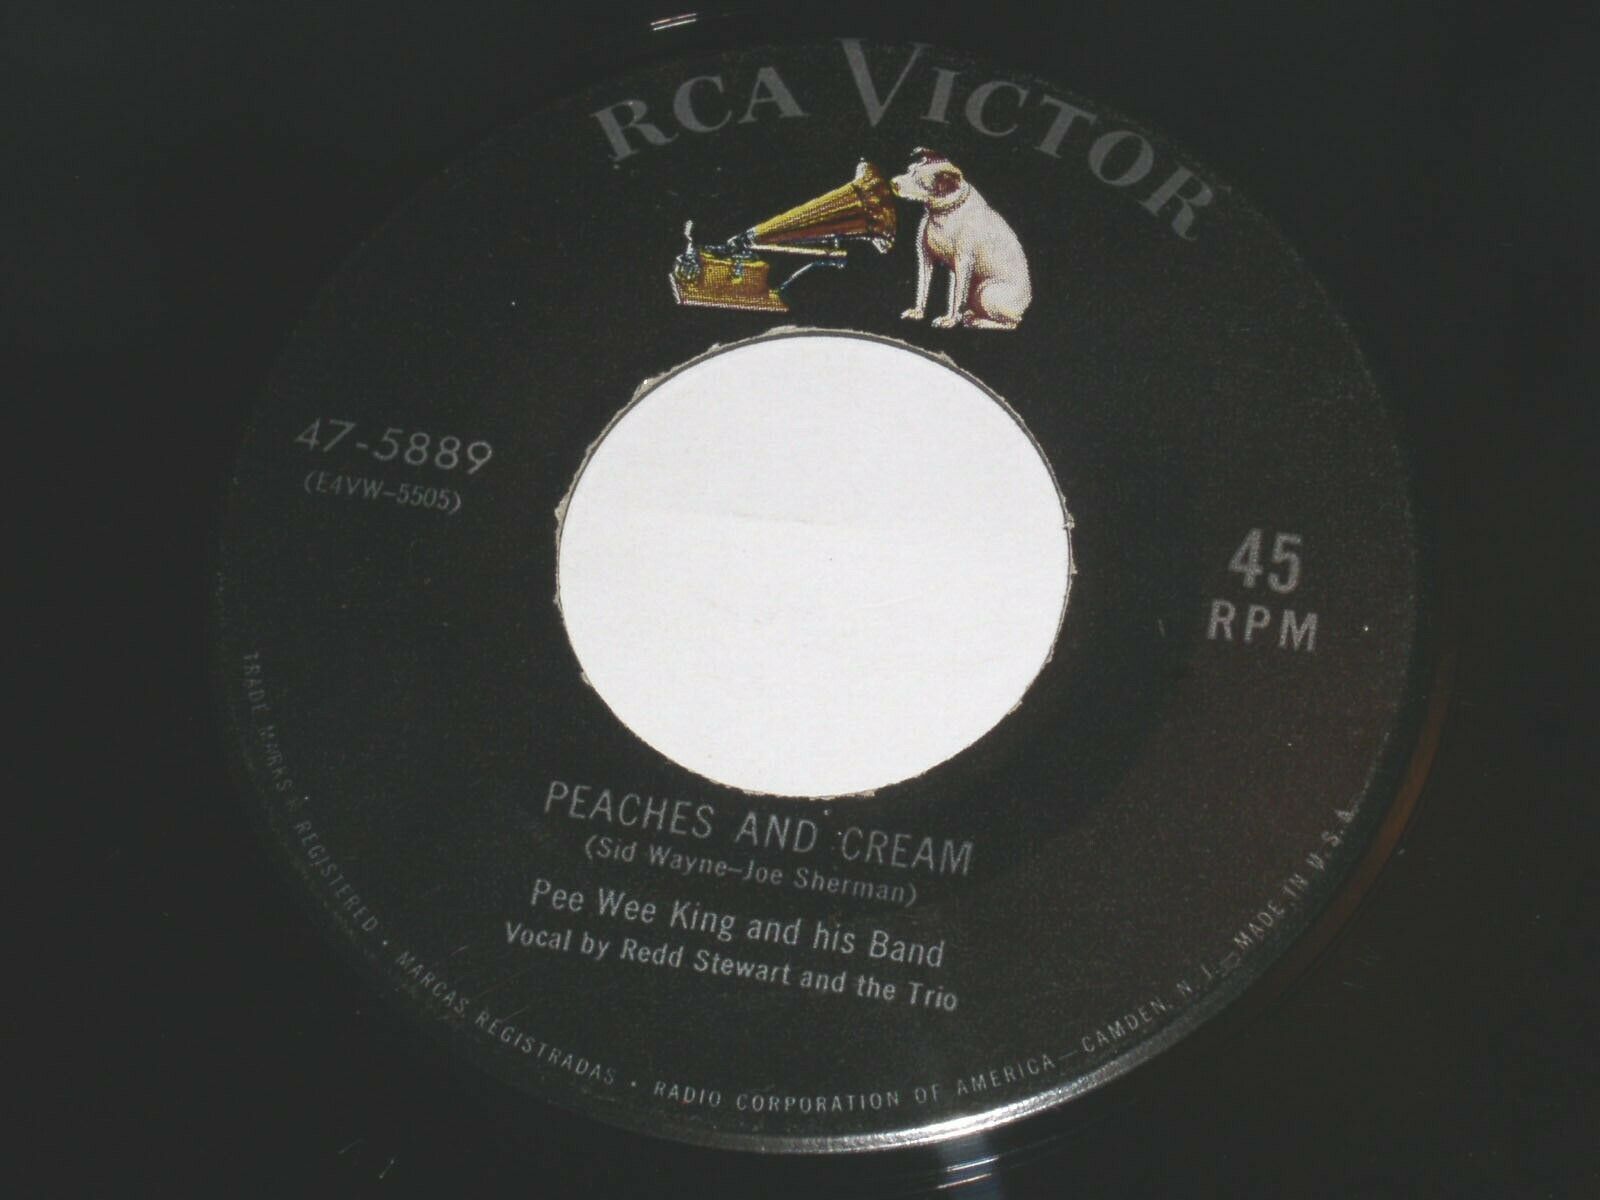 RCA VICTOR
47-5889
(E4VW-5505)
45
RPM
PEACHES AND CREAM
(Sid Wayne-Joe Sherman)
Pee Wee King and his Band
Vocal by Redd Stewart and the Trio
TRADE MARKS ® REGISTERED • MARCAS REGISTRADAS • RADIO CORPORATION OF AMERICA — CAMDEN, N. J. — MADE IN U.S.A.